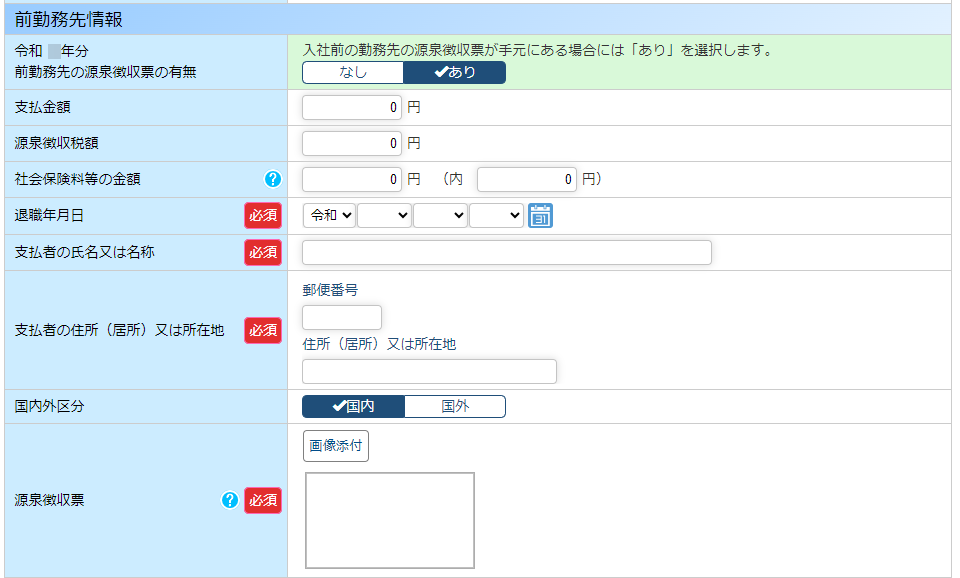 前勤務先情報
令和 年分
前勤務先の源泉徴収票の有無
入社前の勤務先の源泉徴収票が手元にある場合には「あり」を選択します。
なし ✔あり
支払金額 0 円
源泉徴収税額 0 円
社会保険料等の金額 ? 0 円 （内 0 円）
退職年月日 必須 令和 31
支払者の氏名又は名称 必須
支払者の住所（居所）又は所在地 必須
郵便番号
住所（居所）又は所在地
国内外区分 ✔国内 国外
源泉徴収票 ? 必須
画像添付